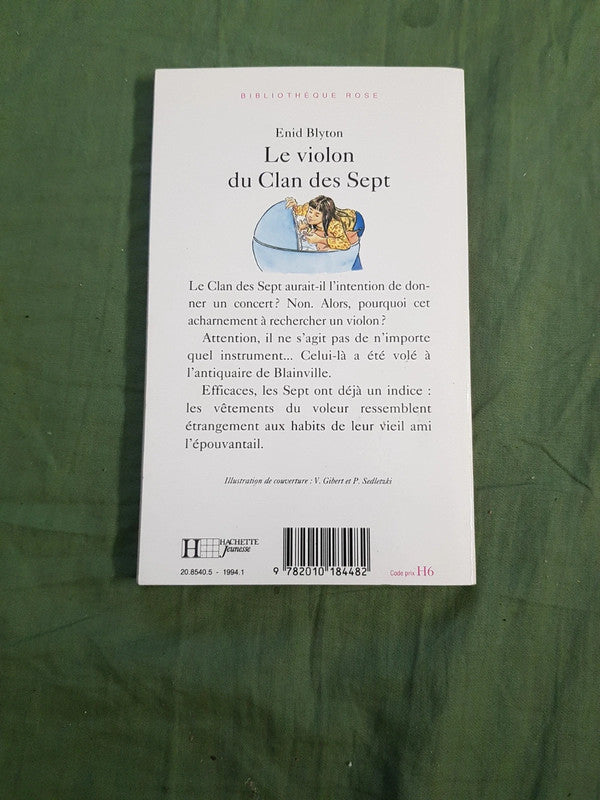 BIBLIOTHÈQUE ROSE
Enid Blyton
Le violon
du Clan des Sept
Le Clan des Sept aurait-il l'intention de don-
ner un concert ? Non. Alors, pourquoi cet
acharnement à rechercher un violon ?
Attention, il ne s'agit pas de n'importe
quel instrument... Celui-là a été volé à
l'antiquaire de Blainville.
Efficaces, les Sept ont déjà un indice :
les vêtements du voleur ressemblent
étrangement aux habits de leur vieil ami
l'épouvantail.
Illustration de couverture : V. Gibert et P. Sedletzki
H HACHETTE
Jeunesse
20.8540.5 - 1994.1
9 782010 184482
Code prix H6